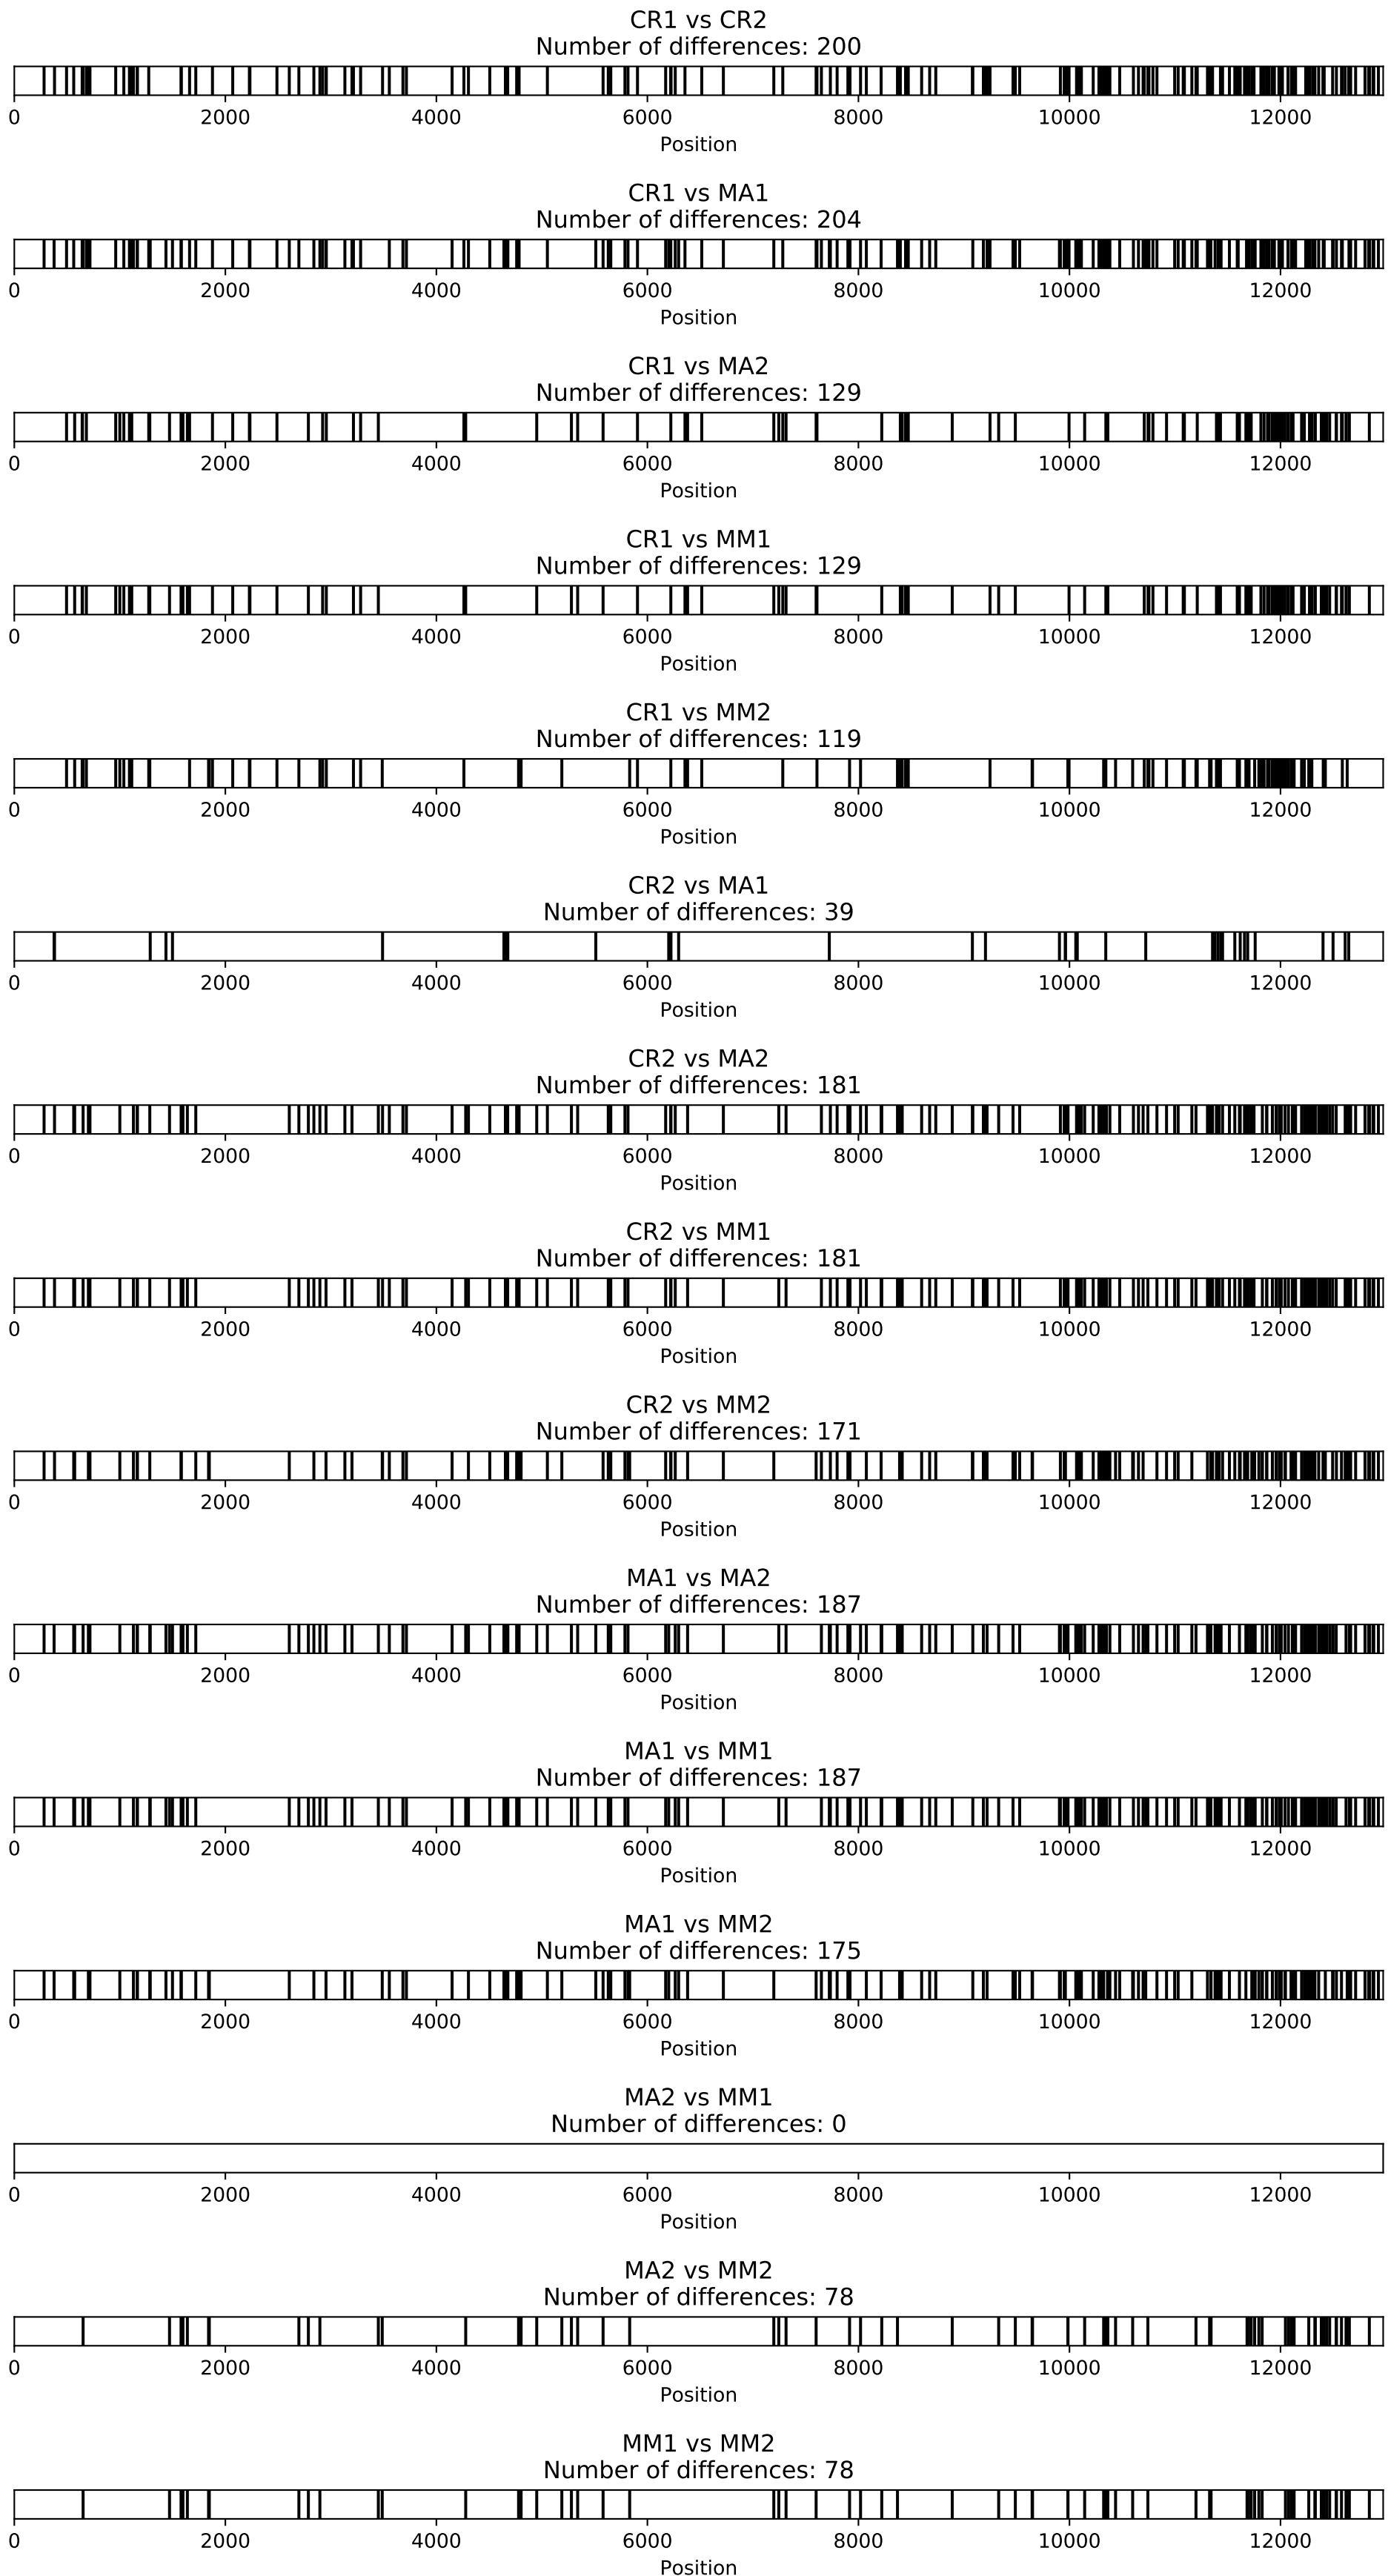 CR1 vs CR2
Number of differences: 200
0 2000 4000 6000 8000 10000 12000
Position
CR1 vs MA1
Number of differences: 204
0 2000 4000 6000 8000 10000 12000
Position
CR1 vs MA2
Number of differences: 129
0 2000 4000 6000 8000 10000 12000
Position
CR1 vs MM1
Number of differences: 129
0 2000 4000 6000 8000 10000 12000
Position
CR1 vs MM2
Number of differences: 119
0 2000 4000 6000 8000 10000 12000
Position
CR2 vs MA1
Number of differences: 39
0 2000 4000 6000 8000 10000 12000
Position
CR2 vs MA2
Number of differences: 181
0 2000 4000 6000 8000 10000 12000
Position
CR2 vs MM1
Number of differences: 181
0 2000 4000 6000 8000 10000 12000
Position
CR2 vs MM2
Number of differences: 171
0 2000 4000 6000 8000 10000 12000
Position
MA1 vs MA2
Number of differences: 187
0 2000 4000 6000 8000 10000 12000
Position
MA1 vs MM1
Number of differences: 187
0 2000 4000 6000 8000 10000 12000
Position
MA1 vs MM2
Number of differences: 175
0 2000 4000 6000 8000 10000 12000
Position
MA2 vs MM1
Number of differences: 0
0 2000 4000 6000 8000 10000 12000
Position
MA2 vs MM2
Number of differences: 78
0 2000 4000 6000 8000 10000 12000
Position
MM1 vs MM2
Number of differences: 78
0 2000 4000 6000 8000 10000 12000
Position